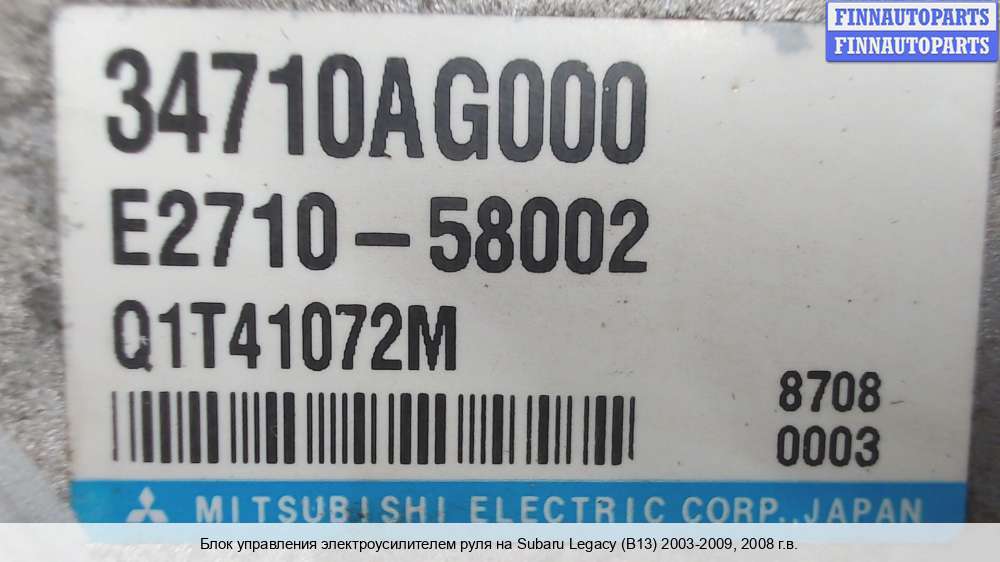 FINNAUTOPARTS
FINNAUTOPARTS
34710AG000
E2710-58002
Q1T41072M
8708
0003
MITSUBISHI ELECTRIC CORP., JAPAN
Блок управления электроусилителем руля на Subaru Legacy (B13) 2003-2009, 2008 г.в.